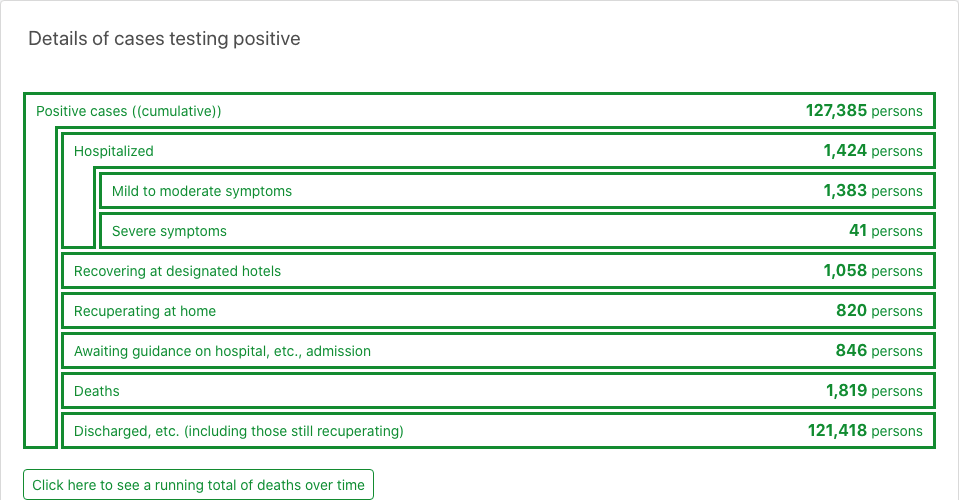 Details of cases testing positive
Positive cases ((cumulative)) 127,385 persons
Hospitalized 1,424 persons
Mild to moderate symptoms 1,383 persons
Severe symptoms 41 persons
Recovering at designated hotels 1,058 persons
Recuperating at home 820 persons
Awaiting guidance on hospital, etc., admission 846 persons
Deaths 1,819 persons
Discharged, etc. (including those still recuperating) 121,418 persons
Click here to see a running total of deaths over time